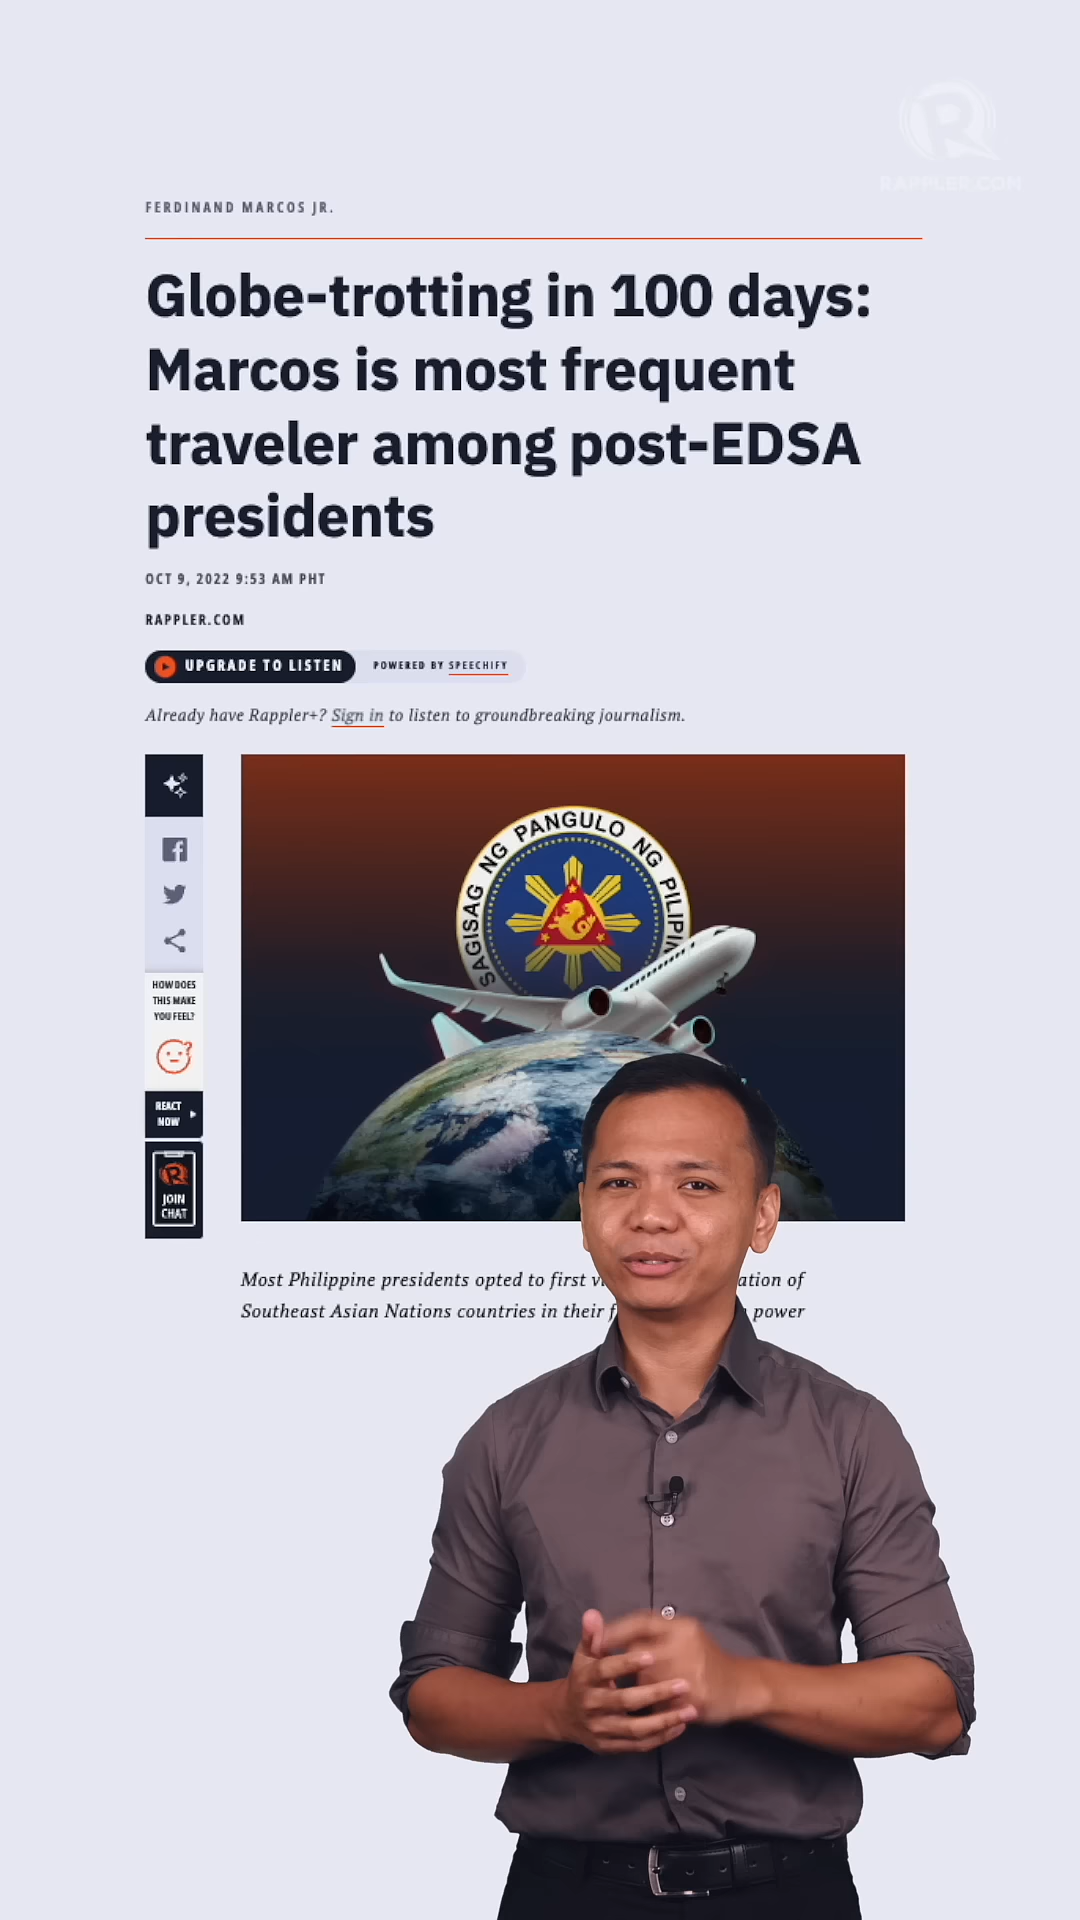 RAPPLER.COM
FERDINAND MARCOS JR.
Globe-trotting in 100 days:
Marcos is most frequent
traveler among post-EDSA
presidents
OCT 9, 2022 9:53 AM PHT
RAPPLER.COM
UPGRADE TO LISTEN
POWERED BY SPEECHIFY
Already have Rappler+? Sign in to listen to groundbreaking journalism.
SAGISAG NG PANGULO NG
HOW DOES
THIS MAKE
YOU FEEL?
REACT
NOW
JOIN
CHAT
Most Philippine presidents opted to first of
Southeast Asian Nations countries in their power